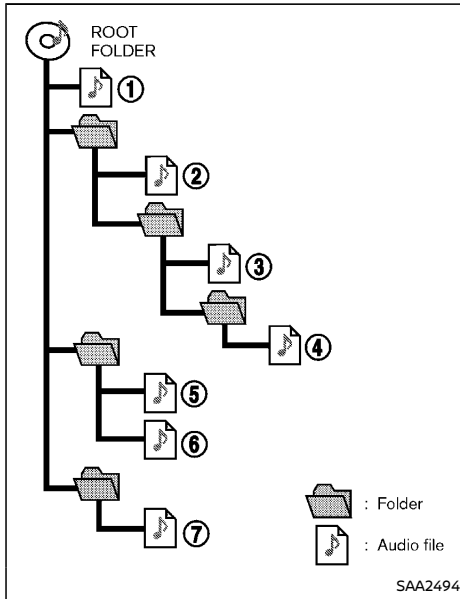 ROOT
FOLDER
①
②
③
④
⑤
⑥
⑦
: Folder
: Audio file
SAA2494